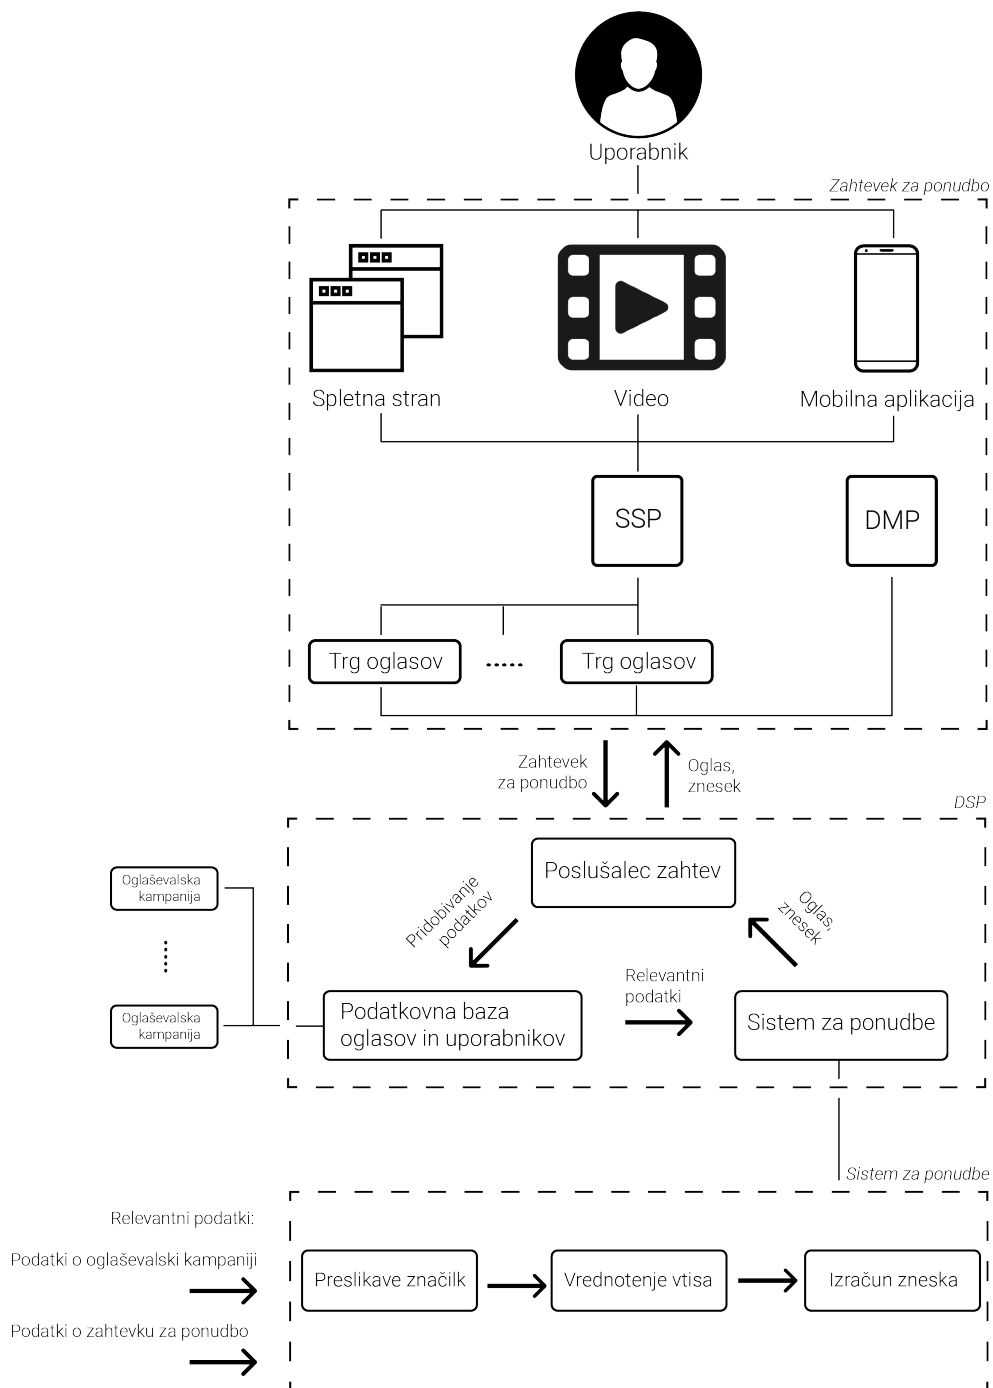 Uporabnik
Zahtevek za ponudbo
Spletna stran
Video
Mobilna aplikacija
SSP
DMP
Trg oglasov
Trg oglasov
Zahtevek
za ponudbo
Oglas,
znesek
DSP
Poslušalec zahtev
Oglaševalska
kampanija
Pridobivanje
podatkov
Oglas,
znesek
Relevantni
podatki
Podatkovna baza
oglasov in uporabnikov
Sistem za ponudbe
Oglaševalska
kampanija
Sistem za ponudbe
Relevantni podatki:
Podatki o oglaševalski kampaniji
Preslikave značilk
Vrednotenje vtisa
Izračun zneska
Podatki o zahtevku za ponudbo